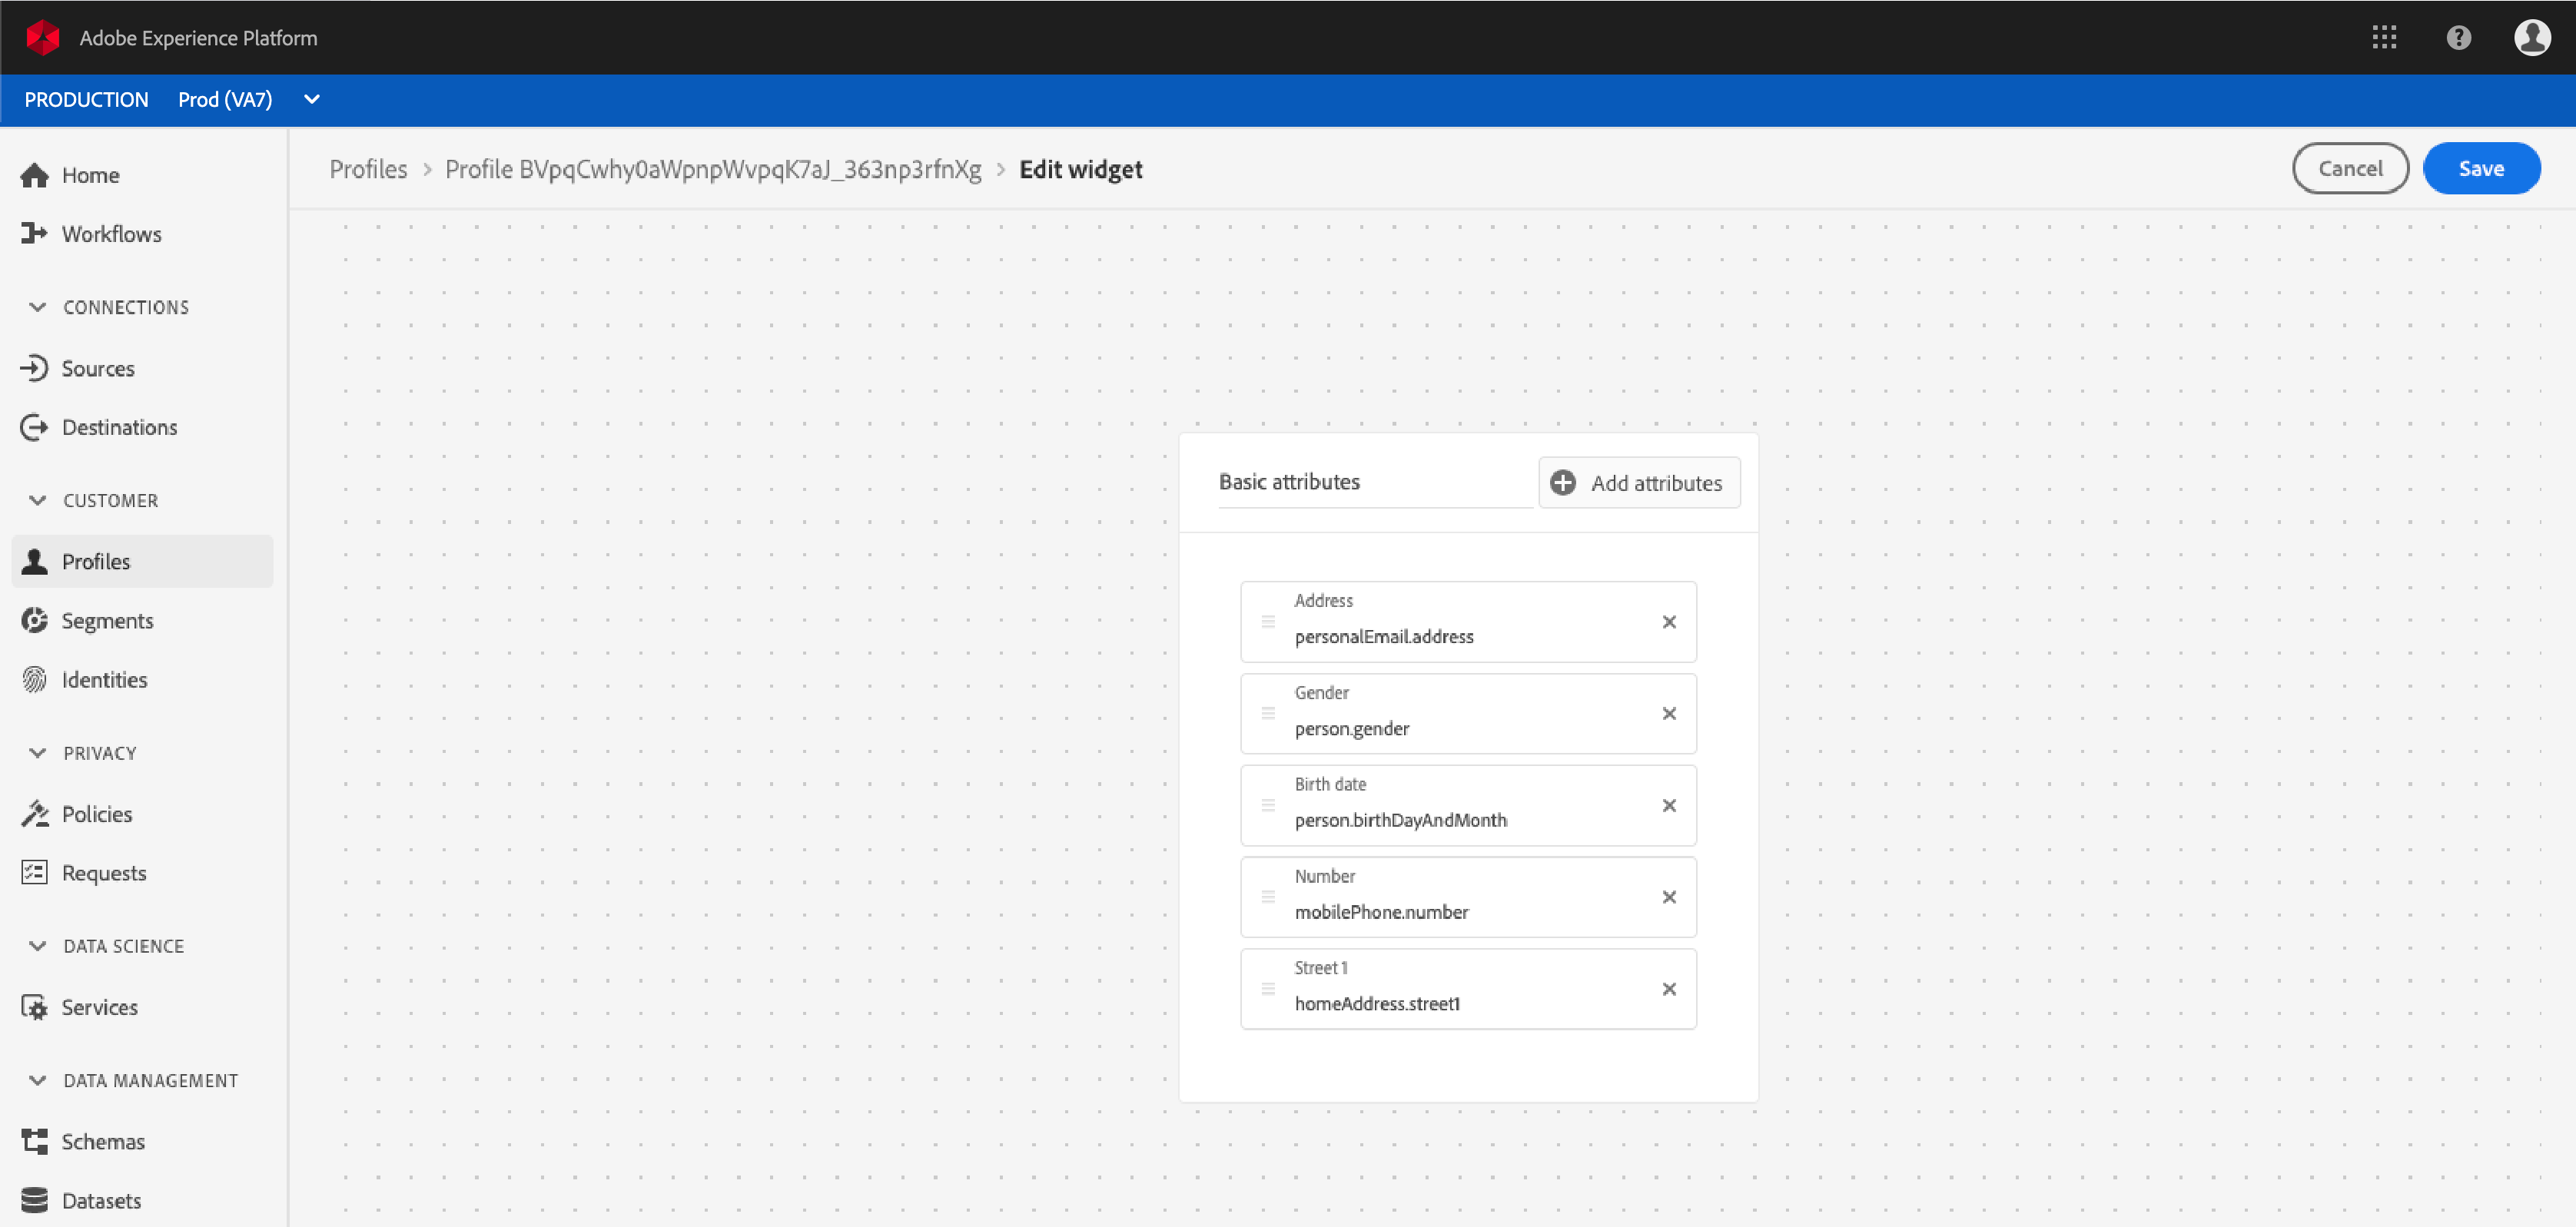 Adobe Experience Platform
PRODUCTION Prod (VA7)
Home
Workflows
CONNECTIONS
Sources
Destinations
CUSTOMER
Profiles
Segments
Identities
PRIVACY
Policies
Requests
DATA SCIENCE
Services
DATA MANAGEMENT
Schemas
Datasets
Profiles > Profile BVpqCwhy0aWpnpWvpqK7aJ_363np3rfnXg > Edit widget
Cancel
Save
Basic attributes
Add attributes
Address
personalEmail.address
Gender
person.gender
Birth date
person.birthDayAndMonth
Number
mobilePhone.number
Street 1
homeAddress.street1